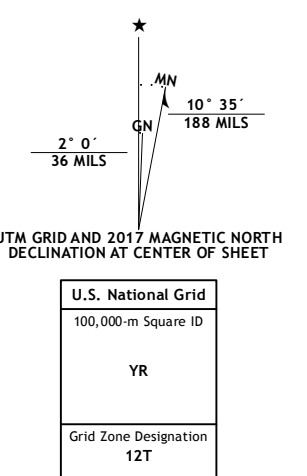 ★
MN
GN
10° 35´
188 MILS
2° 0´
36 MILS
UTM GRID AND 2017 MAGNETIC NORTH
DECLINATION AT CENTER OF SHEET
U.S. National Grid
100,000-m Square ID
YR
Grid Zone Designation
12T